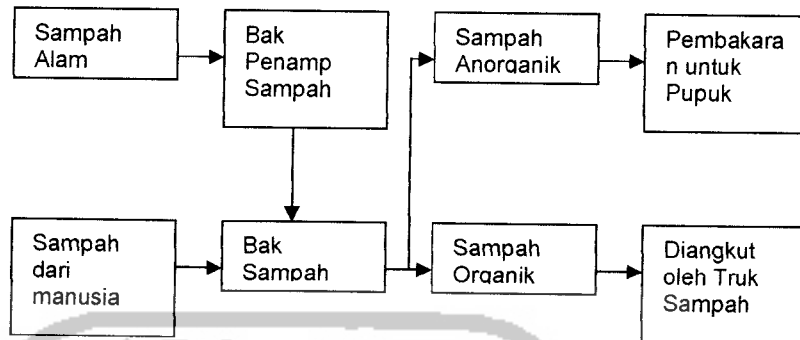 Sampah
Alam
Bak
Penamp
Sampah
Sampah
Anorganik
Pembakara
n untuk
Pupuk
Sampah
dari
manusia
Bak
Sampah
Sampah
Organik
Diangkut
oleh Truk
Sampah